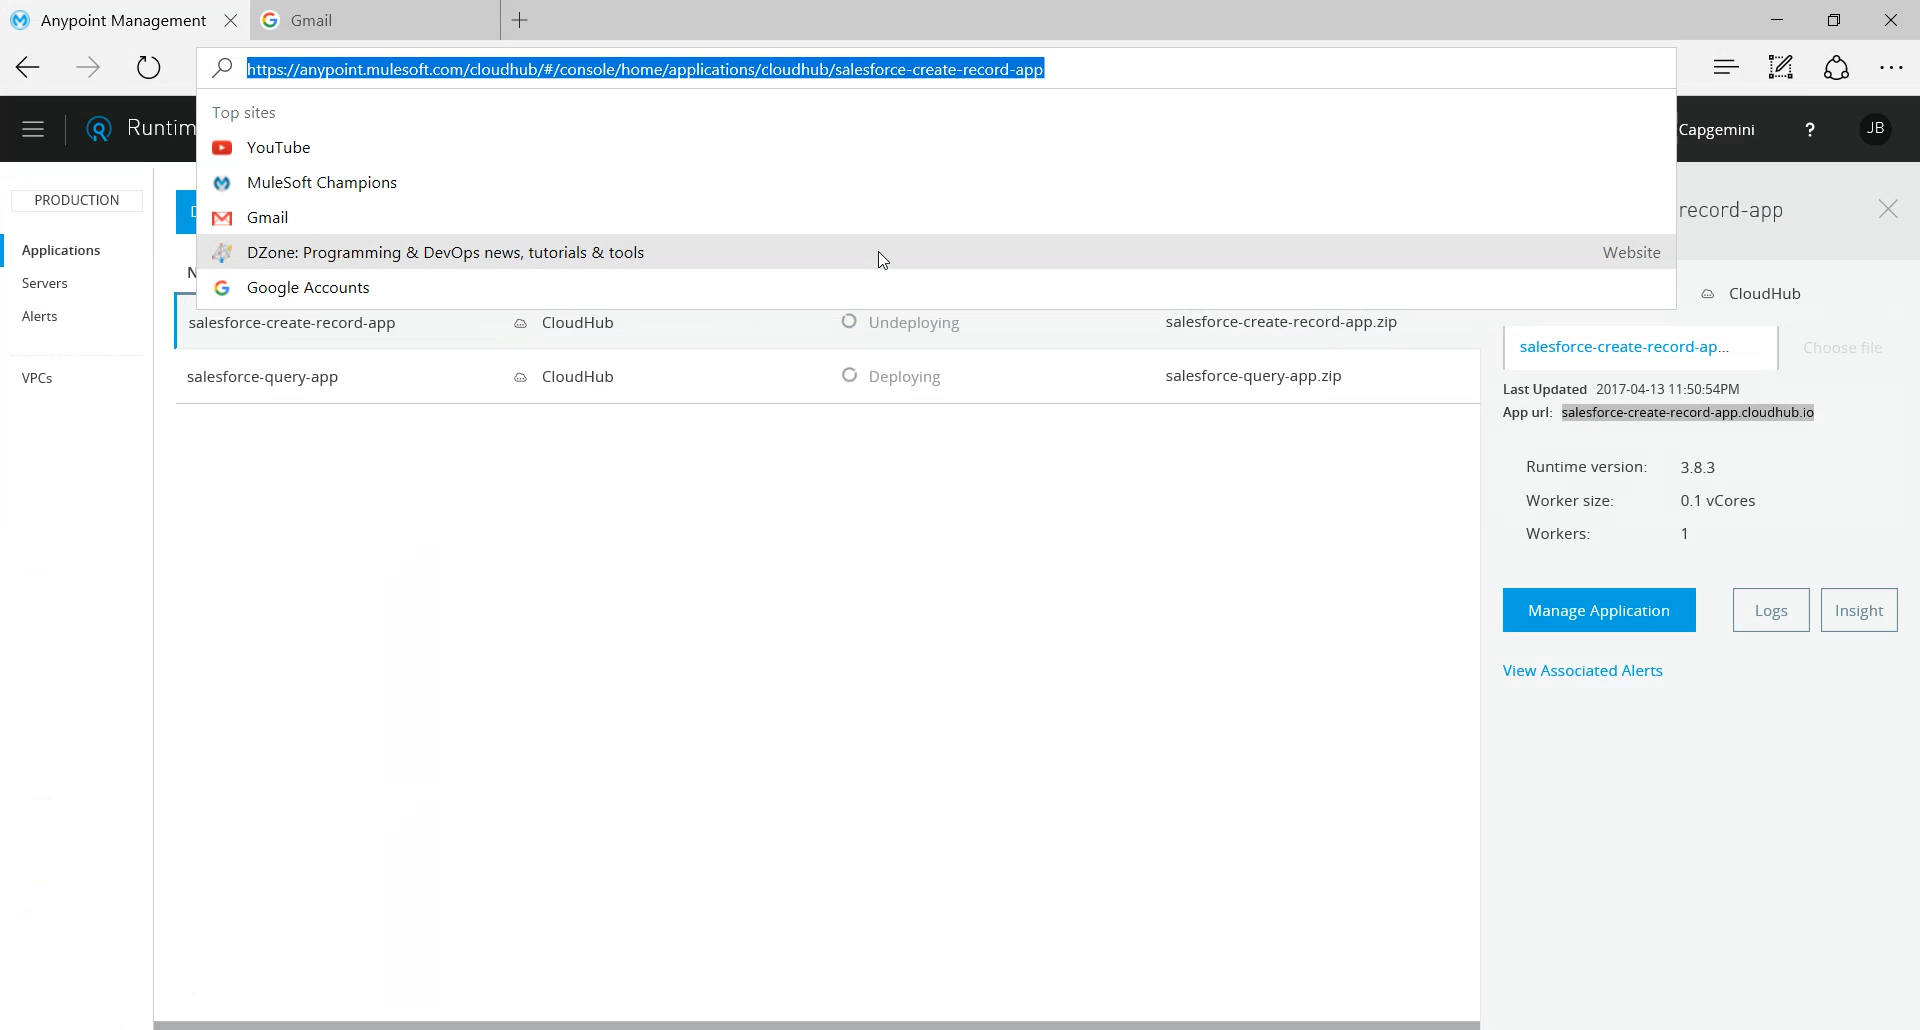 Anypoint Management
Gmail
https://anypoint.mulesoft.com/cloudhub/#/console/home/applications/cloudhub/salesforce-create-record-app
Top sites
YouTube
MuleSoft Champions
Gmail
DZone: Programming & DevOps news, tutorials & tools Website
Google Accounts
Runtim
Capgemini ? JB
PRODUCTION
Applications
Servers
Alerts
VPCs
D
N
salesforce-create-record-app CloudHub Undeploying salesforce-create-record-app.zip
salesforce-query-app CloudHub Deploying salesforce-query-app.zip
record-app
CloudHub
salesforce-create-record-ap... Choose file
Last Updated 2017-04-13 11:50:54PM
App url: salesforce-create-record-app.cloudhub.io
Runtime version: 3.8.3
Worker size: 0.1 vCores
Workers: 1
Manage Application Logs Insight
View Associated Alerts